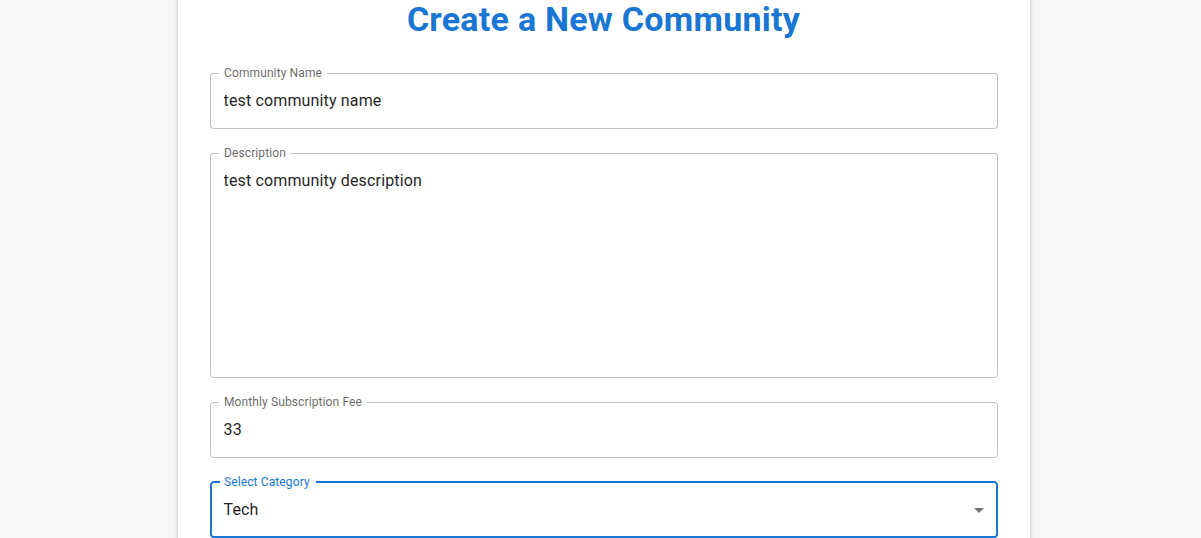 Create a New Community
Community Name
test community name
Description
test community description
Monthly Subscription Fee
33
Select Category
Tech